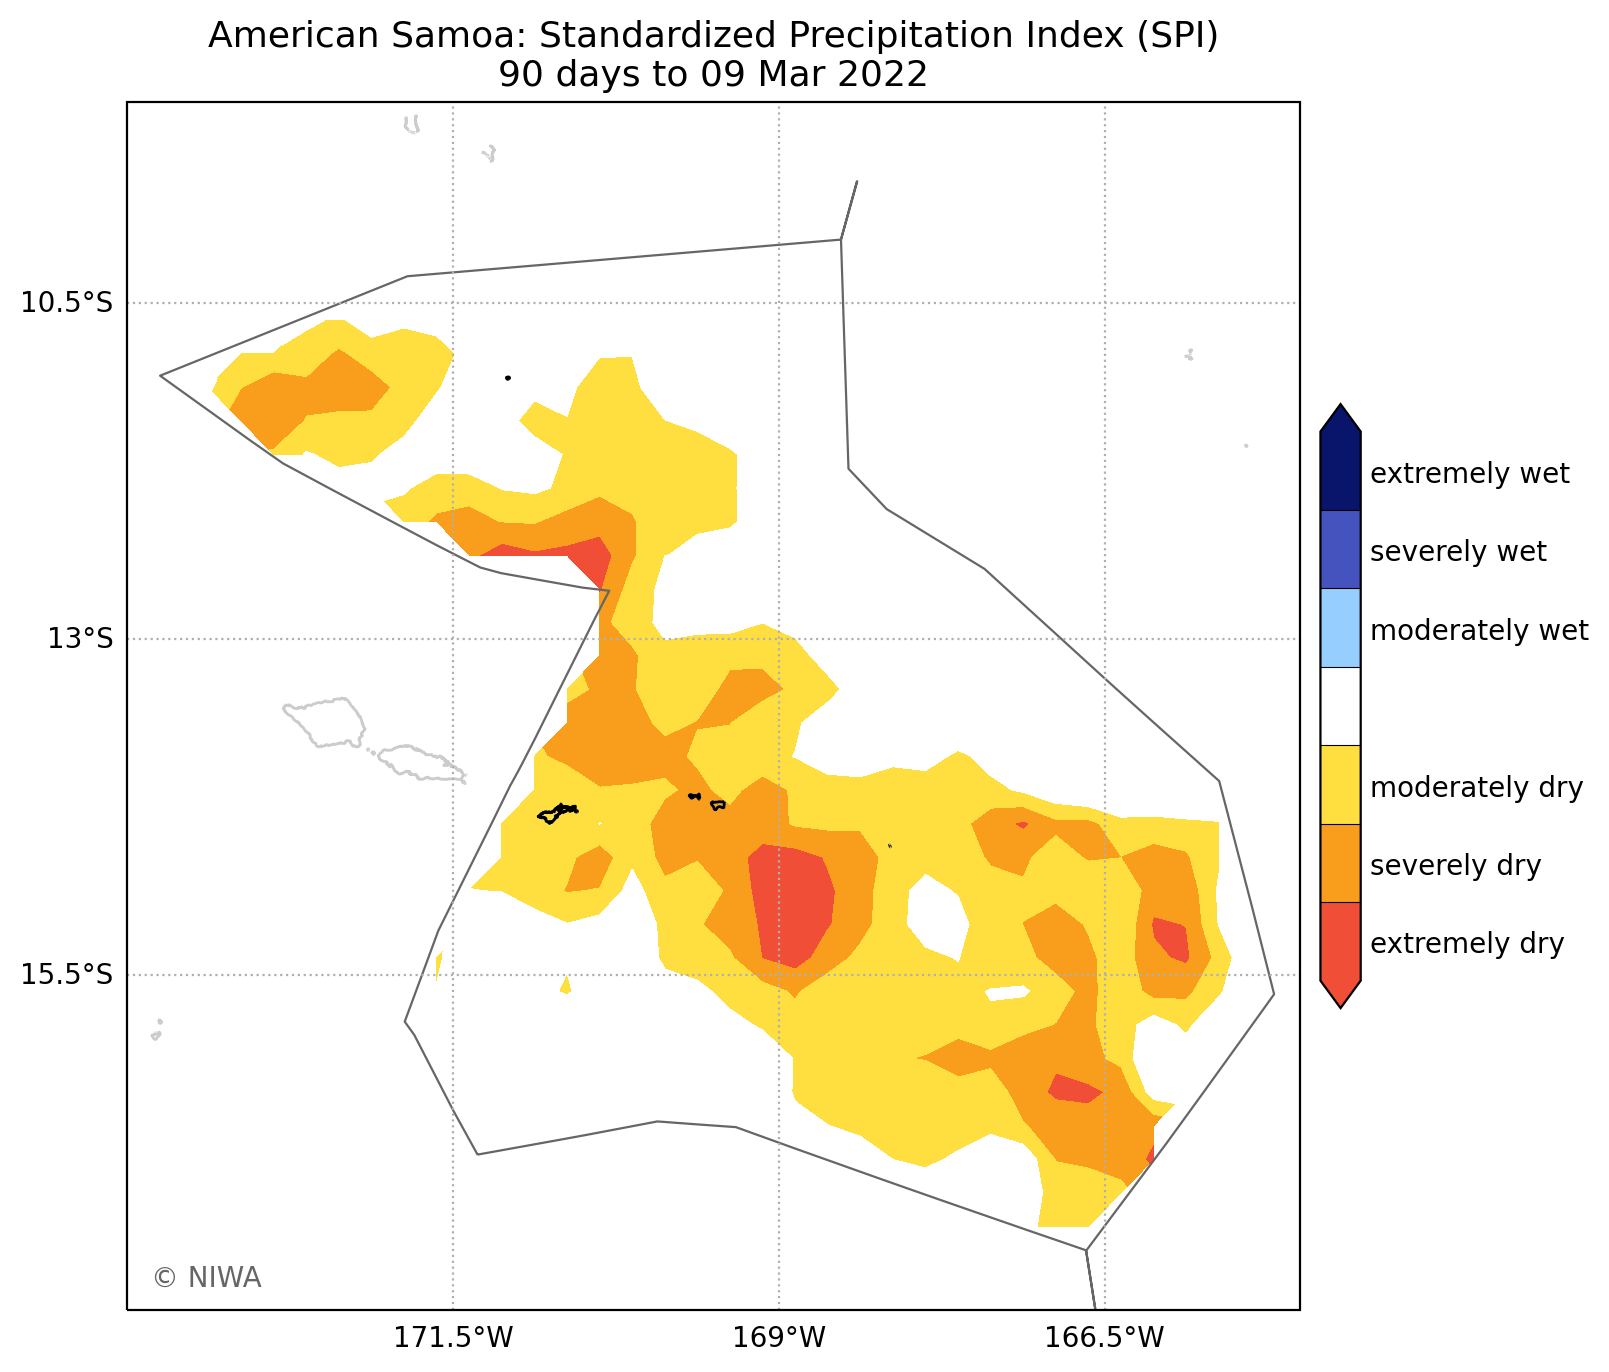 American Samoa: Standardized Precipitation Index (SPI)
90 days to 09 Mar 2022
10.5°S
13°S
15.5°S
171.5°W
169°W
166.5°W
extremely wet
severely wet
moderately wet
moderately dry
severely dry
extremely dry
© NIWA